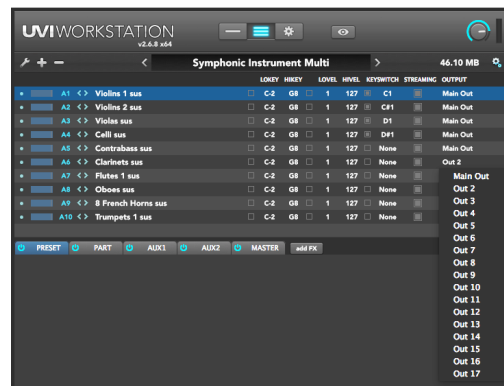 UVIWORKSTATION
v2.6.8 x64
Symphonic Instrument Multi 46.10 MB
LOKEY HIKEY LOVEL HIVEL KEYSWITCH STREAMING OUTPUT
A1 Violins 1 sus C-2 G8 1 127 C1 Main Out
A2 Violins 2 sus C-2 G8 1 127 C#1 Main Out
A3 Violas sus C-2 G8 1 127 D1 Main Out
A4 Celli sus C-2 G8 1 127 D#1 Main Out
A5 Contrabass sus C-2 G8 1 127 None Main Out
A6 Clarinets sus C-2 G8 1 127 None Out 2
A7 Flutes 1 sus C-2 G8 1 127 None
A8 Oboes sus C-2 G8 1 127 None
A9 8 French Horns sus C-2 G8 1 127 None
A10 Trumpets 1 sus C-2 G8 1 127 None
Main Out
Out 2
Out 3
Out 4
Out 5
Out 6
Out 7
Out 8
Out 9
Out 10
Out 11
Out 12
Out 13
Out 14
Out 15
Out 16
Out 17
PRESET PART AUX1 AUX2 MASTER add FX